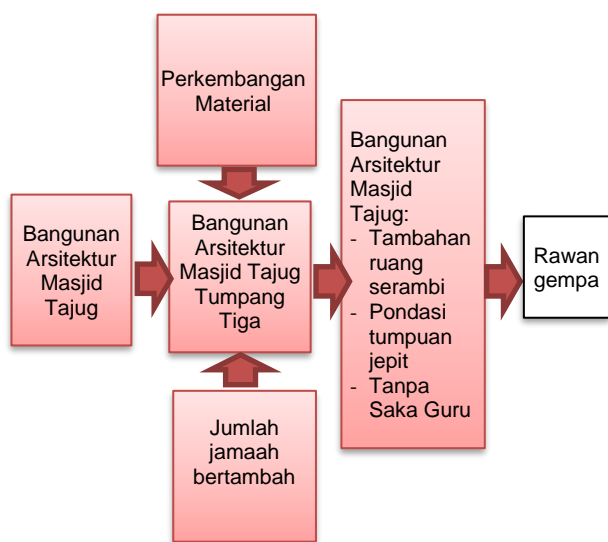 Perkembangan
Material
Bangunan
Arsitektur
Masjid
Tajug
Bangunan
Arsitektur
Masjid Tajug
Tumpang
Tiga
Jumlah
jamaah
bertambah
Bangunan
Arsitektur
Masjid
Tajug:
- Tambahan
ruang
serambi
- Pondasi
tumpuan
jepit
- Tanpa
Saka Guru
Rawan
gempa